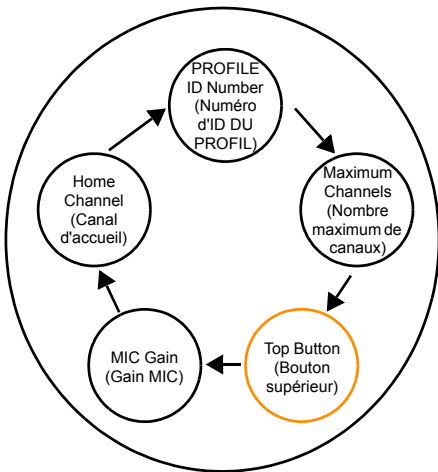 PROFILE
ID Number
(Numéro
d'ID DU
PROFIL)
Maximum
Channels
(Nombre
maximum de
canaux)
Top Button
(Bouton
supérieur)
MIC Gain
(Gain MIC)
Home
Channel
(Canal
d'accueil)